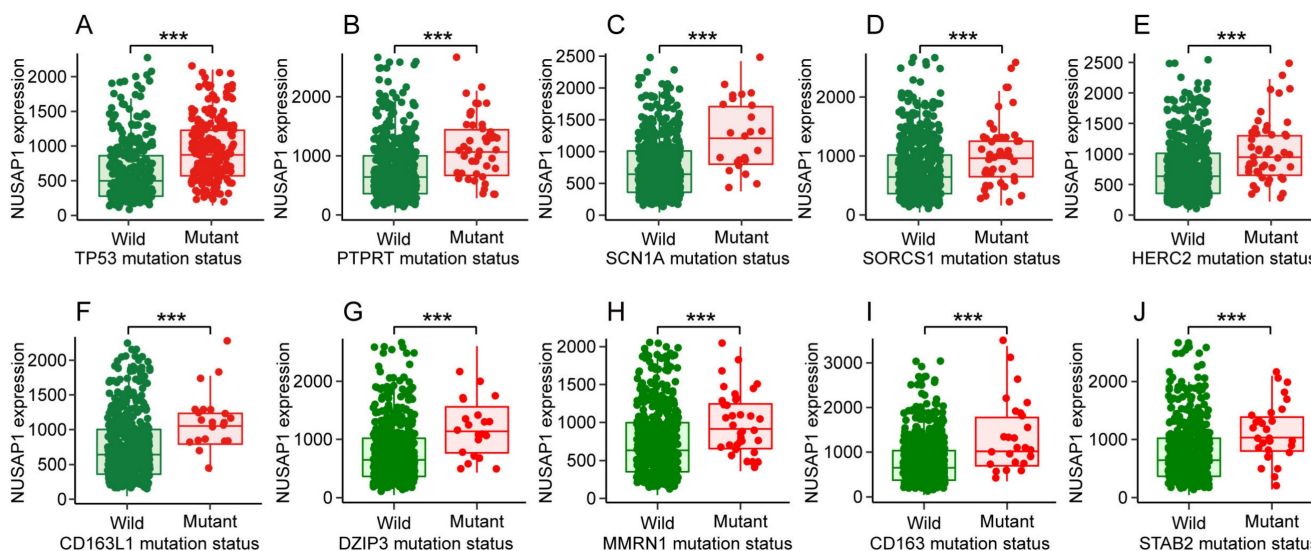 A
***
NUSAP1 expression
2000
1500
1000
500
0
Wild
Mutant
TP53 mutation status
B
***
NUSAP1 expression
2000
1000
0
Wild
Mutant
PTPRT mutation status
C
***
NUSAP1 expression
2500
2000
1500
1000
500
0
Wild
Mutant
SCN1A mutation status
D
***
NUSAP1 expression
2000
1000
0
Wild
Mutant
SORCS1 mutation status
E
***
NUSAP1 expression
2500
2000
1500
1000
500
0
Wild
Mutant
HERC2 mutation status
F
***
NUSAP1 expression
2000
1500
1000
500
0
Wild
Mutant
CD163L1 mutation status
G
***
NUSAP1 expression
2000
1000
0
Wild
Mutant
DZIP3 mutation status
H
***
NUSAP1 expression
2000
1500
1000
500
0
Wild
Mutant
MMRN1 mutation status
I
***
NUSAP1 expression
3000
2000
1000
0
Wild
Mutant
CD163 mutation status
J
***
NUSAP1 expression
2000
1000
0
Wild
Mutant
STAB2 mutation status